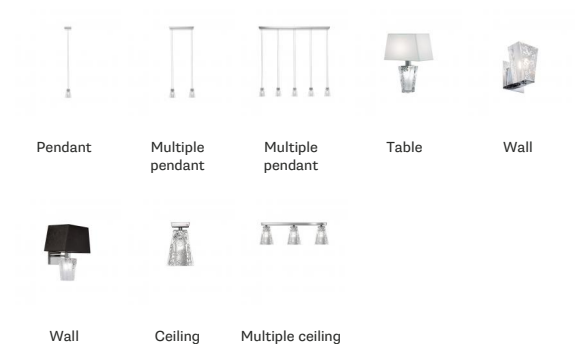 Pendant
Multiple
pendant
Multiple
pendant
Table
Wall
Wall
Ceiling
Multiple ceiling